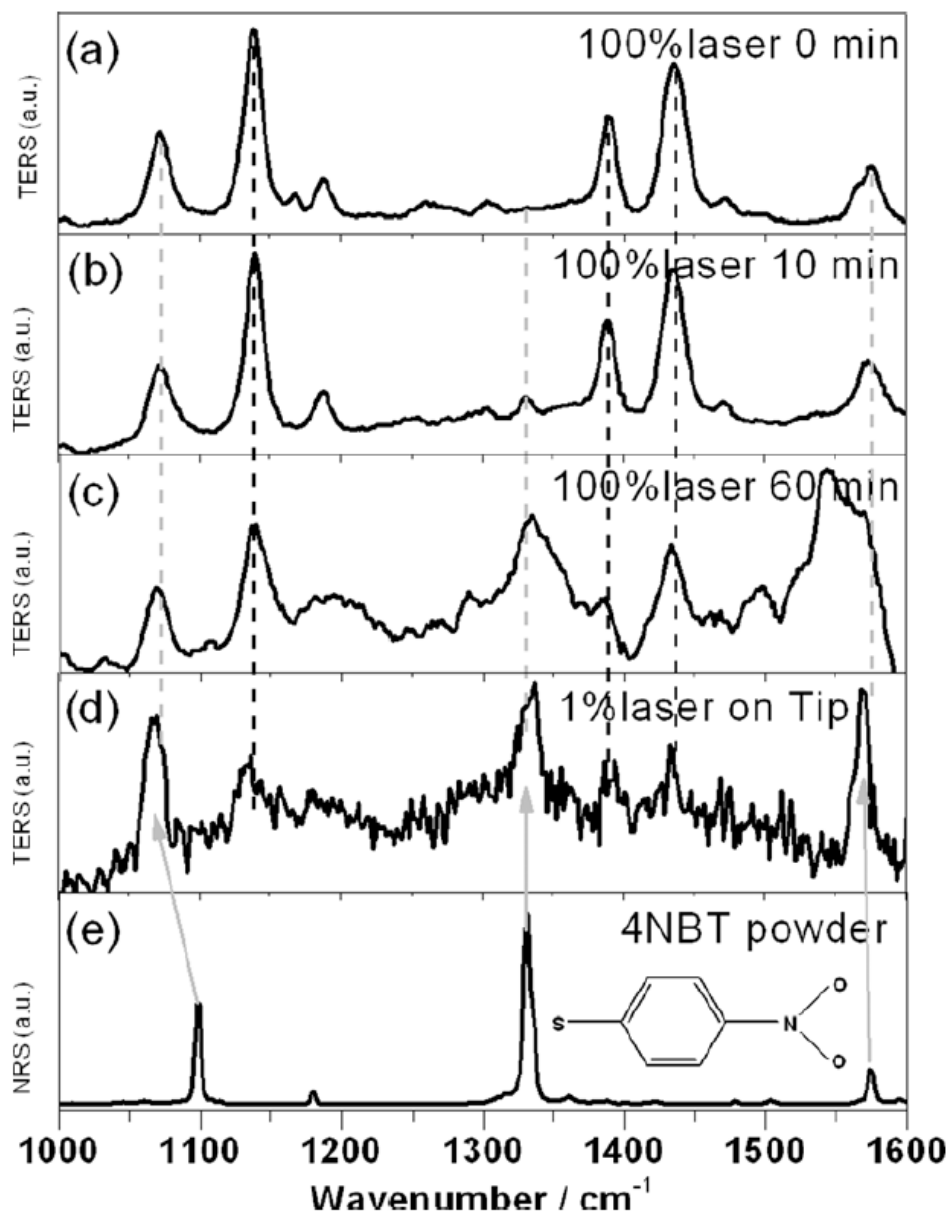 (a) 100%laser 0 min
TERS (a.u.)
(b) 100%laser 10 min
TERS (a.u.)
(c) 100%laser 60 min
TERS (a.u.)
(d) 1%laser on Tip
TERS (a.u.)
(e) 4NBT powder
NRS (a.u.)
S N O O
1000 1100 1200 1300 1400 1500 1600
Wavenumber / cm⁻¹